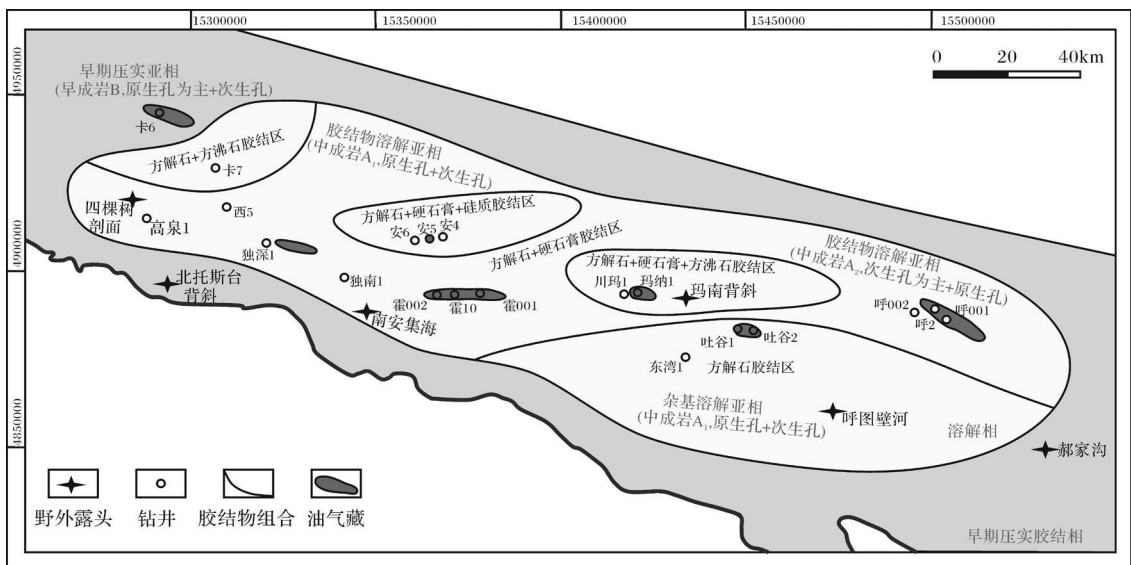 15300000
15350000
15400000
15450000
15500000
4950000
4900000
4850000
0 20 40km
早期压实亚相
(早成岩B,原生孔为主+次生孔)
卡6
方解石+方沸石胶结区
卡7
胶结物溶解亚相
(中成岩A₁,原生孔+次生孔)
四棵树
剖面
高泉1
西5
独深1
方解石+硬石膏+硅质胶结区
安6
安5
安4
方解石+硬石膏胶结区
北托斯台
背斜
独南1
南安集海
霍002
霍10
霍001
方解石+硬石膏+方沸石胶结区
川玛1
玛纳1
玛南背斜
胶结物溶解亚相
(中成岩A₂,次生孔为主+原生孔)
呼002
呼2
呼001
吐谷1
吐谷2
东湾1
方解石胶结区
杂基溶解亚相
(中成岩A₁,原生孔+次生孔)
呼图壁河
溶解相
郝家沟
早期压实胶结相
野外露头
钻井
胶结物组合
油气藏